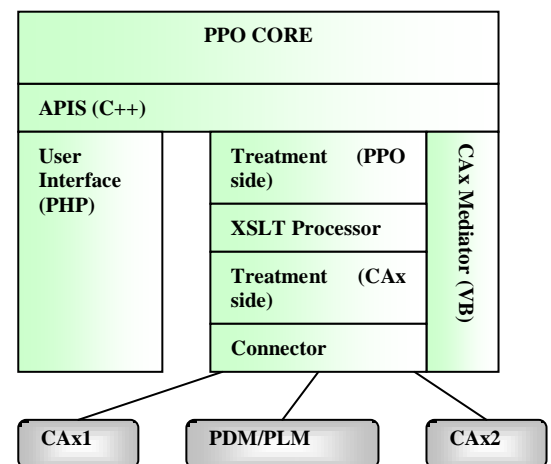 PPO CORE
APIS (C++)
User
Interface
(PHP)
Treatment (PPO
side)
XSLT Processor
Treatment (CAx
side)
Connector
CAx Mediator (VB)
CAx1
PDM/PLM
CAx2